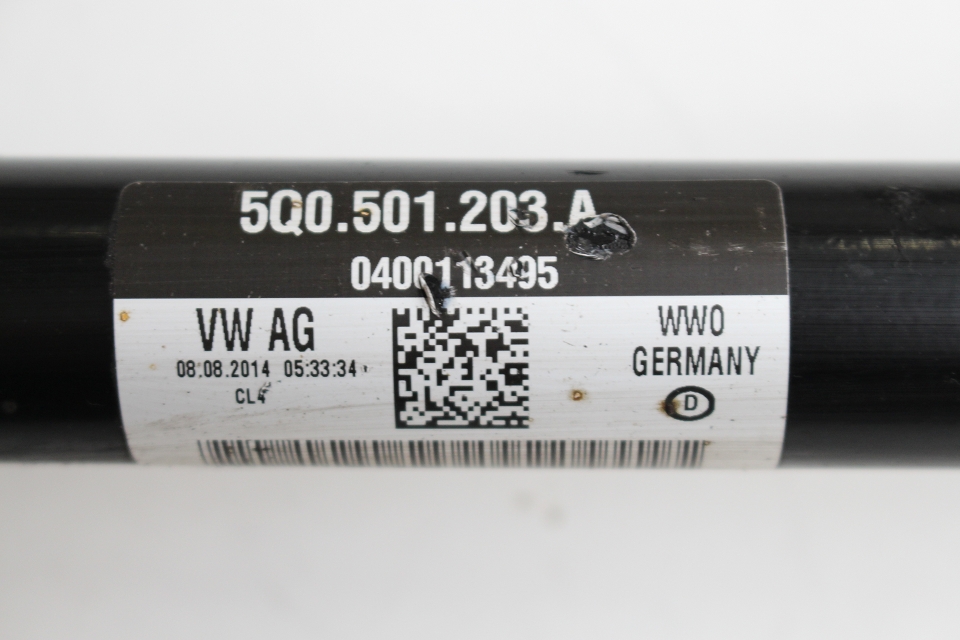 5Q0.501.203.A
0400113495
VW AG
08.08.2014 05:33:34
CL4
WWO
GERMANY
D